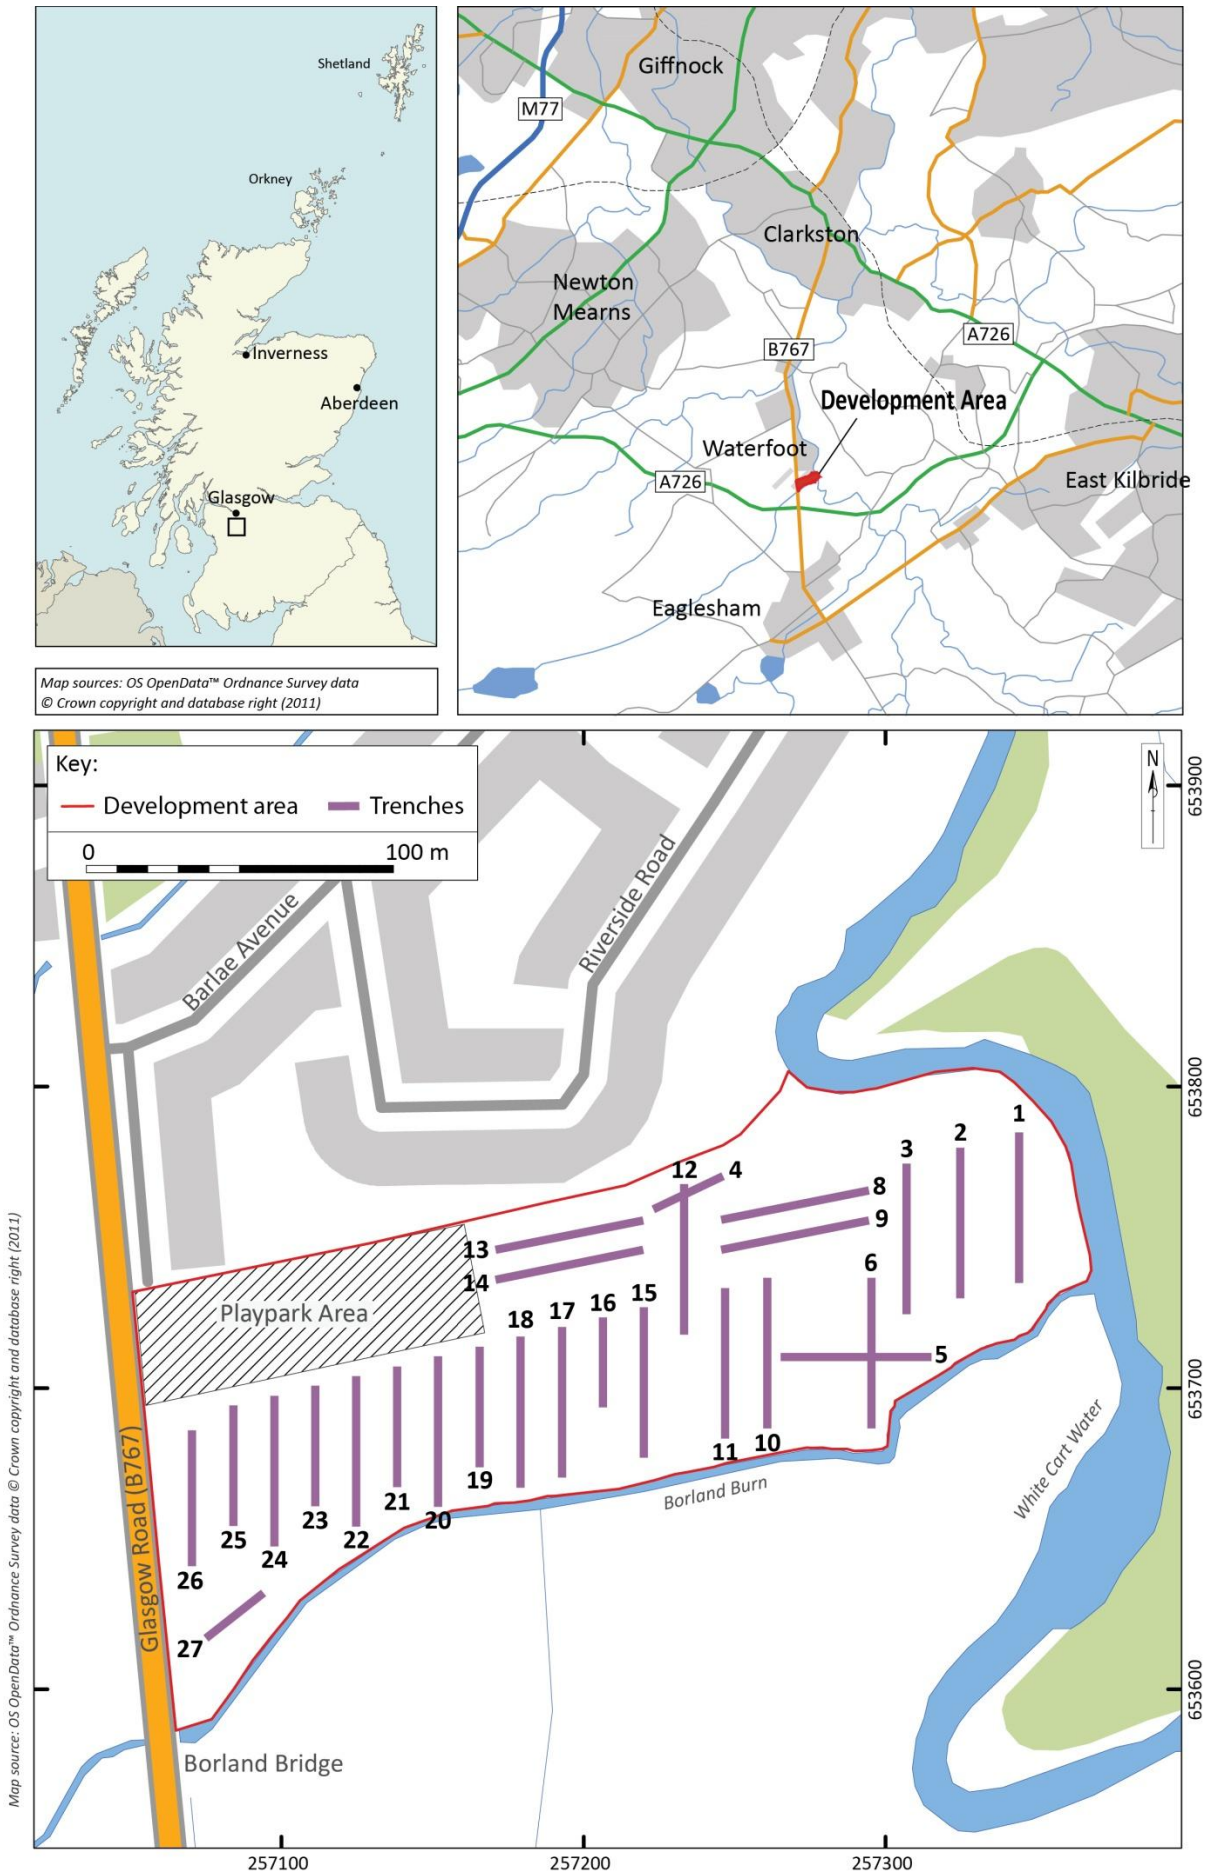 Shetland
Orkney
Inverness
Aberdeen
Glasgow
Map sources: OS OpenData™ Ordnance Survey data
© Crown copyright and database right (2011)
Giffnock
M77
Clarkston
Newton
Mearns
B767
A726
Development Area
Waterfoot
A726
East Kilbride
Eaglesham
Key:
Development area
Trenches
0
100 m
N
653900
Barlae Avenue
Riverside Road
653800
1
2
3
12
4
8
9
13
14
6
Playpark Area
15
16
17
18
5
653700
11
10
19
Borland Burn
White Cart Water
21
20
23
22
25
24
26
Glasgow Road (B767)
27
653600
Borland Bridge
257100
257200
257300
Map source: OS OpenData™ Ordnance Survey data © Crown copyright and database right (2011)